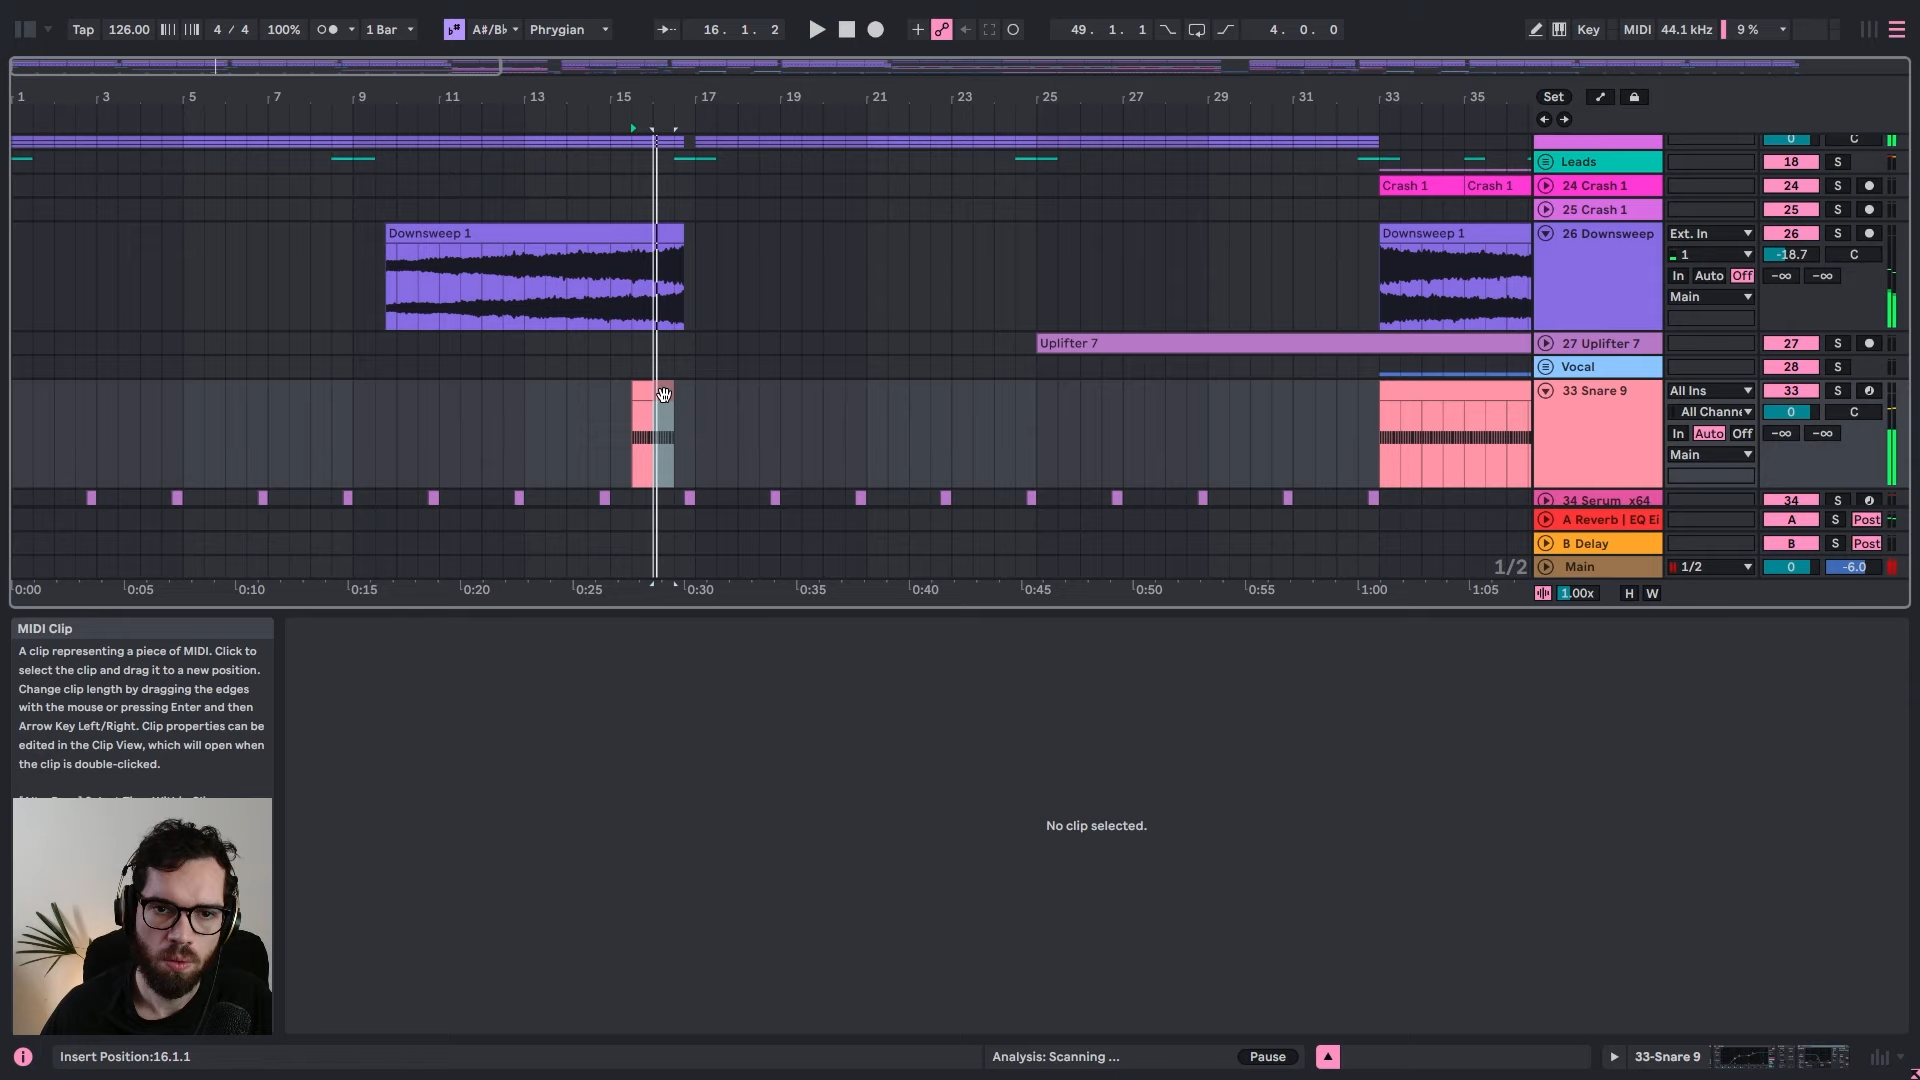 Tap 126.00 4 / 4 100% 1 Bar A#/B♭ Phrygian 16. 1. 2 49. 1. 1 4. 0. 0 Key MIDI 44.1 kHz 9 %
1 3 5 7 9 11 13 15 17 19 21 23 25 27 29 31 33 35 Set
0 C
Leads 18 S
Crash 1 Crash 1 24 Crash 1 24 S
25 Crash 1 25 S
Downsweep 1 Downsweep 1 26 Downsweep Ext. In 26 S
1 -18.7 C
In Auto Off -∞ -∞
Main
Uplifter 7 27 Uplifter 7 27 S
Vocal 28 S
33 Snare 9 All Ins 33 S
All Channe 0 C
In Auto Off -∞ -∞
Main
34 Serum_x64 34 S
A Reverb | EQ Ei A S Post
B Delay B S Post
1/2 Main 1/2 0 -6.0
0:00 0:05 0:10 0:15 0:20 0:25 0:30 0:35 0:40 0:45 0:50 0:55 1:00 1:05 1.00x H W
MIDI Clip
A clip representing a piece of MIDI. Click to
select the clip and drag it to a new position.
Change clip length by dragging the edges
with the mouse or pressing Enter and then
Arrow Key Left/Right. Clip properties can be
edited in the Clip View, which will open when
the clip is double-clicked.
No clip selected.
Insert Position:16.1.1 Analysis: Scanning ... Pause 33-Snare 9